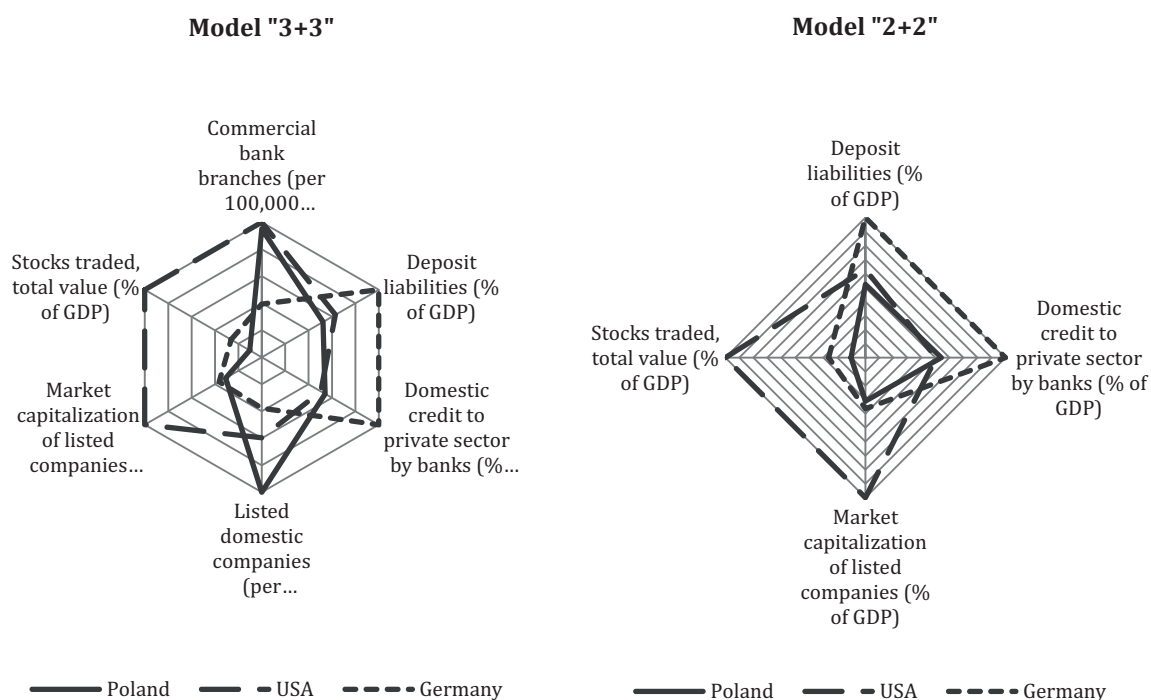 Model "3+3"
Commercial
bank
branches (per
100,000…
Stocks traded,
total value (%
of GDP)
Deposit
liabilities (%
of GDP)
Market
capitalization
of listed
companies…
Domestic
credit to
private sector
by banks (%…
Listed
domestic
companies
(per…
Poland
USA
Germany
Model "2+2"
Deposit
liabilities (%
of GDP)
Stocks traded,
total value (%
of GDP)
Domestic
credit to
private sector
by banks (% of
GDP)
Market
capitalization
of listed
companies (%
of GDP)
Poland
USA
Germany